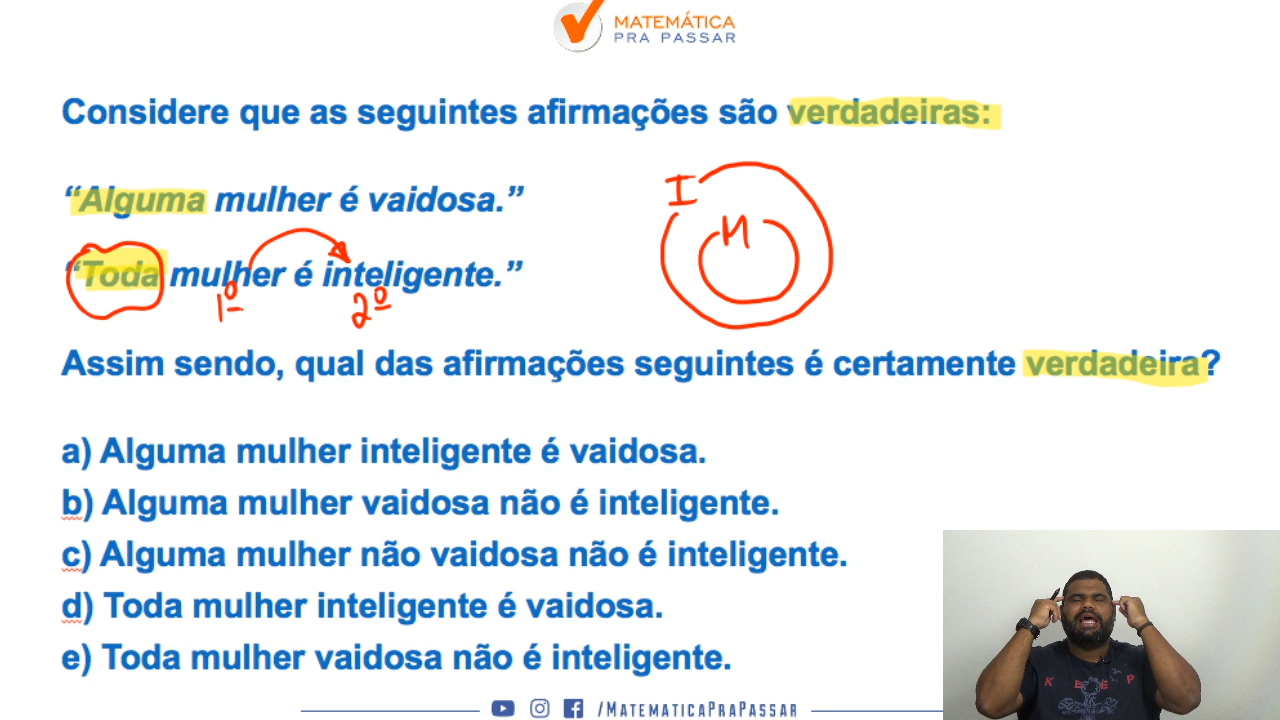 MATEMÁTICA
PRA PASSAR
Considere que as seguintes afirmações são verdadeiras:
“Alguma mulher é vaidosa.”
I
M
“Toda mulher é inteligente.”
1º
2º
Assim sendo, qual das afirmações seguintes é certamente verdadeira?
a) Alguma mulher inteligente é vaidosa.
b) Alguma mulher vaidosa não é inteligente.
c) Alguma mulher não vaidosa não é inteligente.
d) Toda mulher inteligente é vaidosa.
e) Toda mulher vaidosa não é inteligente.
KEEP
/MATEMATICAPRAPASSAR